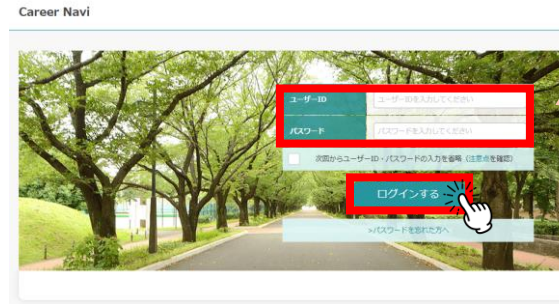 Career Navi
ユーザーID
ユーザーIDを入力してください
パスワード
パスワードを入力してください
次回からユーザーID・パスワードの入力を省略（注意点を確認）
ログインする
>パスワードを忘れた方へ